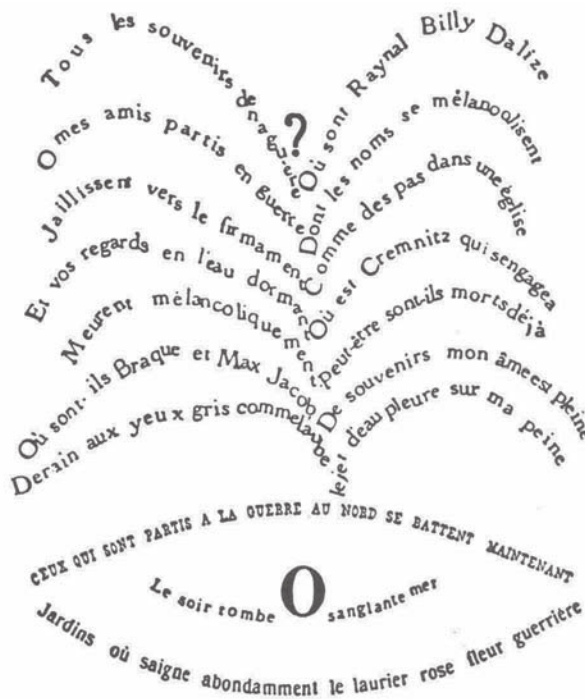 Tous les souvenirs de naguère
O mes amis partis en guerre
Jaillissent vers le firmament
Et vos regards en l'eau dormant
Meurent mélancoliquement
Où sont-ils Braque et Max Jacob
Derain aux yeux gris comme l'aube
?
Où sont Raynal Billy Dalize
Dont les noms se mélancolisent
Comme des pas dans une église
Où est Cremnitz qui s'engagea
Peut-être sont-ils morts déjà
De souvenirs mon âme est pleine
le jet d'eau pleure sur ma peine
CEUX QUI SONT PARTIS A LA GUERRE AU NORD SE BATTENT MAINTENANT
Le soir tombe O sanglante mer
Jardins où saigne abondamment le laurier rose fleur guerrière